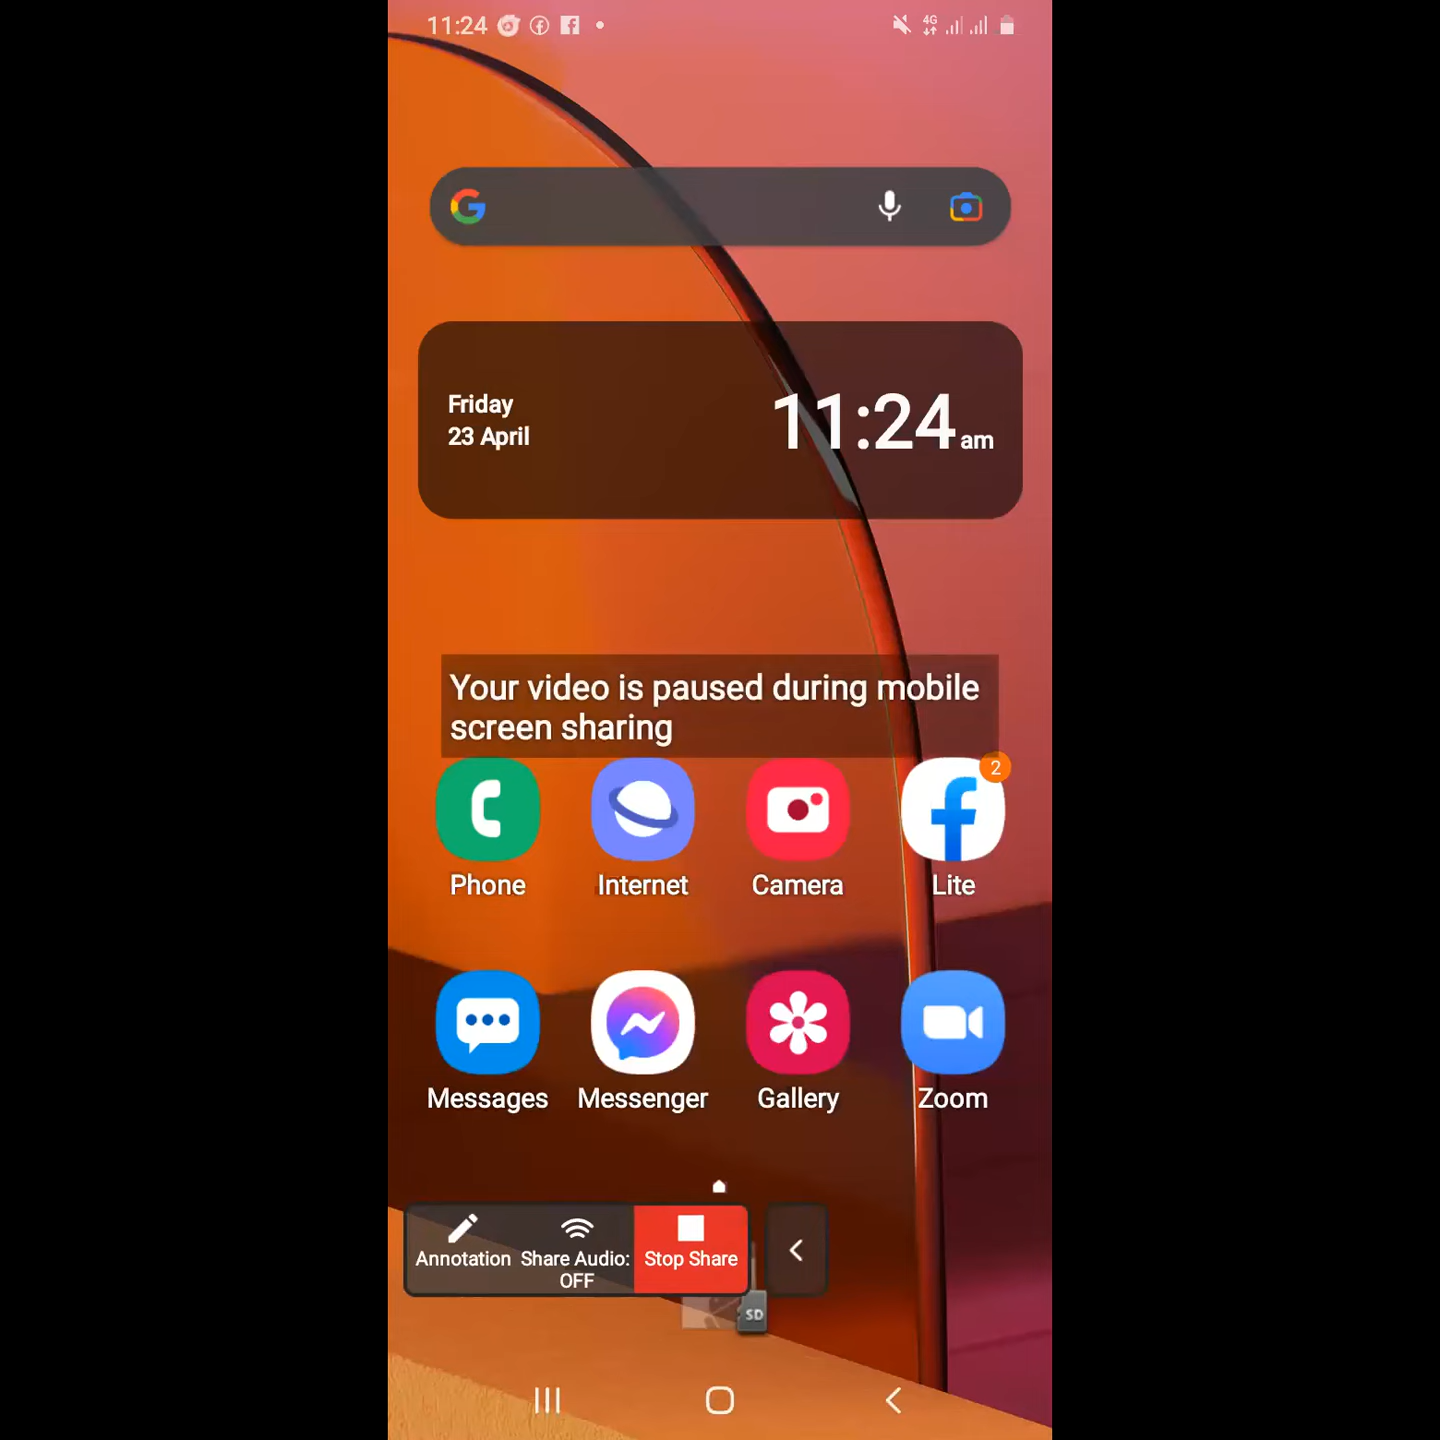 11:24
4G
Friday
23 April
11:24 am
Your video is paused during mobile
screen sharing
2
Phone Internet Camera Lite
Messages Messenger Gallery Zoom
Annotation Share Audio: OFF Stop Share
SD